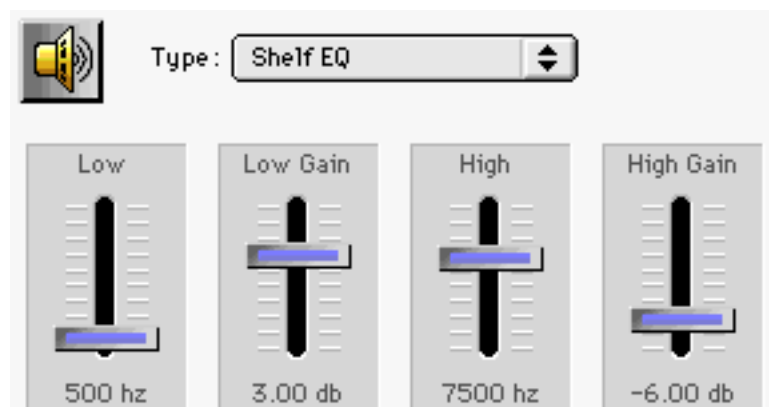 Type: Shelf EQ
Low Low Gain High High Gain
500 hz 3.00 db 7500 hz -6.00 db